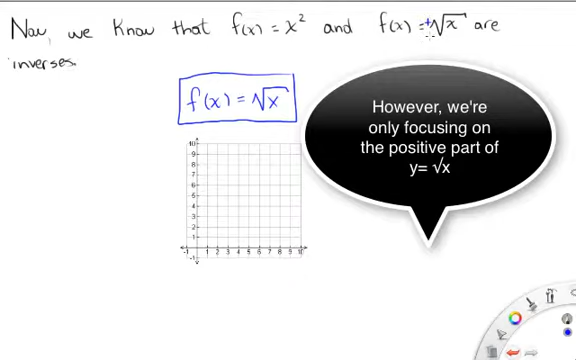 Now, we know that f(x) = x² and f(x) = ±√x are
inverses.
f(x) = √x
However, we're
only focusing on
the positive part of
y= √x
10
9
8
7
6
5
4
3
2
1
-1 1 2 3 4 5 6 7 8 9 10
-1